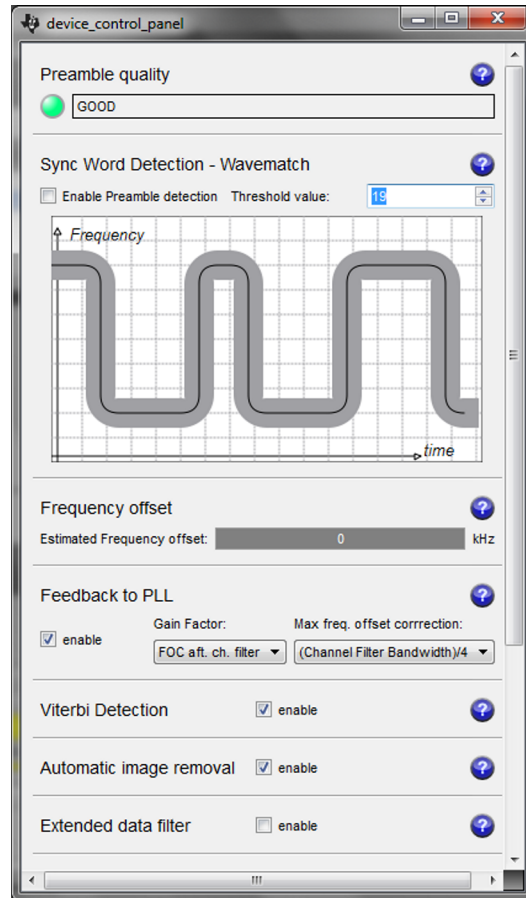 device_control_panel
Preamble quality
GOOD
Sync Word Detection - Wavematch
Enable Preamble detection Threshold value: 19
Frequency
time
Frequency offset
Estimated Frequency offset: 0 kHz
Feedback to PLL
Gain Factor: Max freq. offset corrrection:
enable FOC aft. ch. filter (Channel Filter Bandwidth)/4
Viterbi Detection enable
Automatic image removal enable
Extended data filter enable